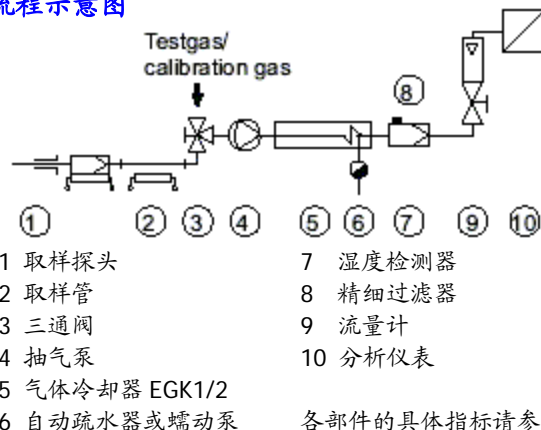 流程示意图
Testgas/
calibration gas
8
1 2 3 4 5 6 7 9 10
1 取样探头
2 取样管
3 三通阀
4 抽气泵
5 气体冷却器 EGK1/2
6 自动疏水器或蠕动泵
7 湿度检测器
8 精细过滤器
9 流量计
10 分析仪表
各部件的具体指标请参